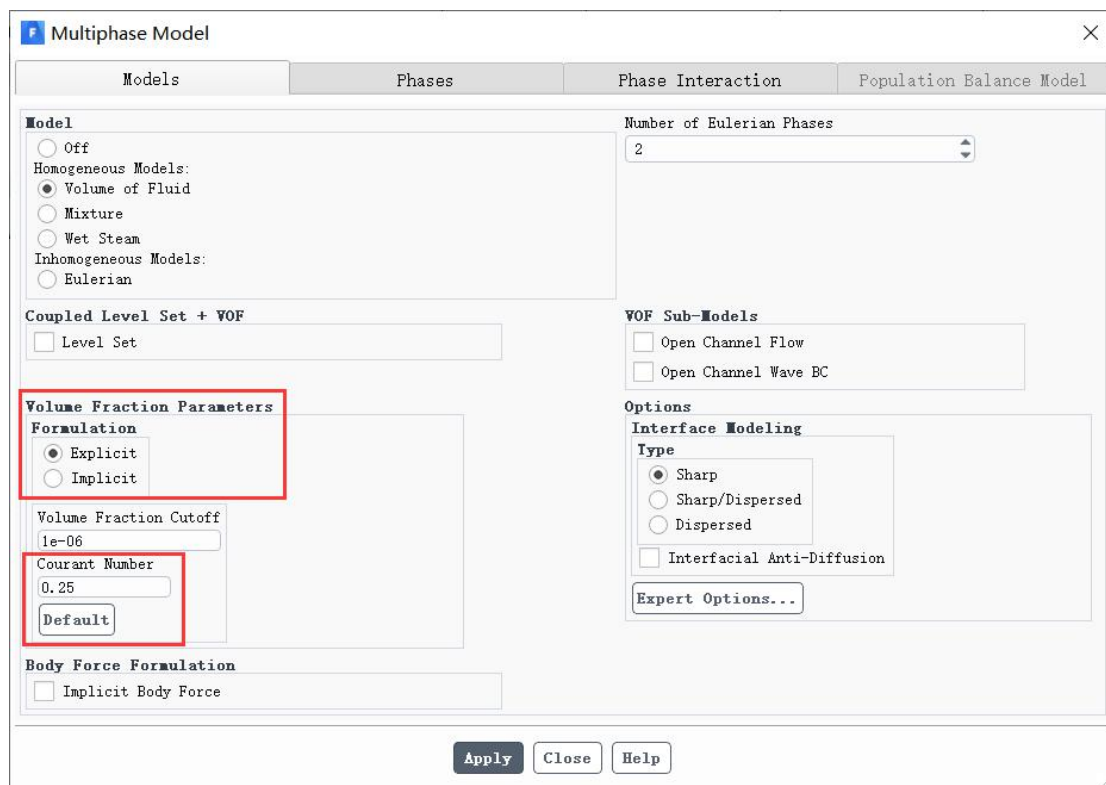 F Multiphase Model
Models Phases Phase Interaction Population Balance Model
Model
Off
Homogeneous Models:
Volume of Fluid
Mixture
Wet Steam
Inhomogeneous Models:
Eulerian
Number of Eulerian Phases
2
Coupled Level Set + VOF
Level Set
VOF Sub-Models
Open Channel Flow
Open Channel Wave BC
Volume Fraction Parameters
Formulation
Explicit
Implicit
Volume Fraction Cutoff
1e-06
Courant Number
0.25
Default
Options
Interface Modeling
Type
Sharp
Sharp/Dispersed
Dispersed
Interfacial Anti-Diffusion
Expert Options...
Body Force Formulation
Implicit Body Force
Apply Close Help